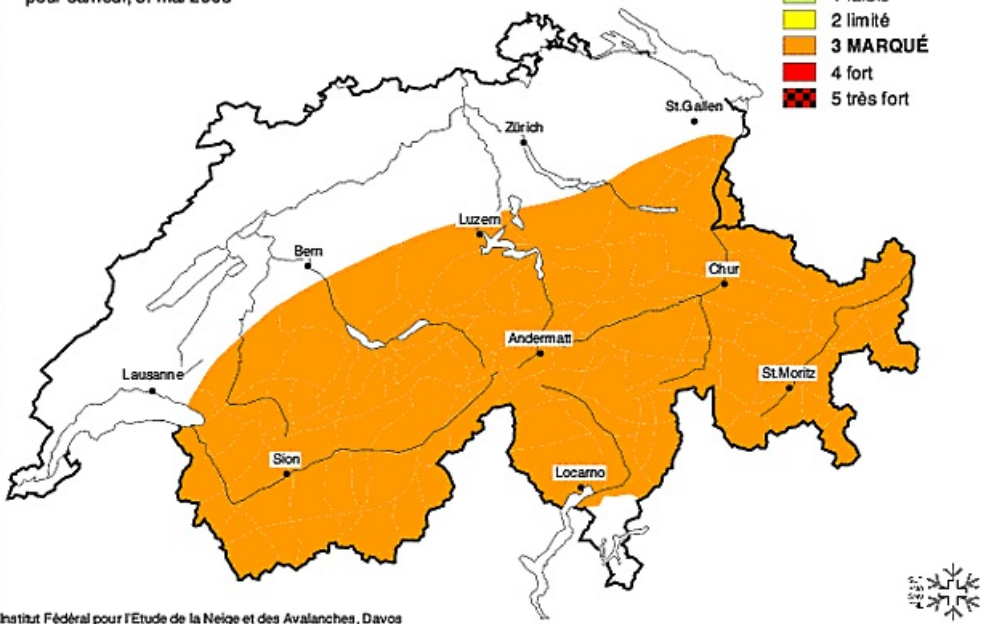 2 limité
3 MARQUÉ
4 fort
5 très fort
St.Gallen
Zürich
Luzern
Bern
Chur
Andermatt
Lausanne
St.Moritz
Sion
Locarno
Institut Fédéral pour l'Etude de la Neige et des Avalanches, Davos